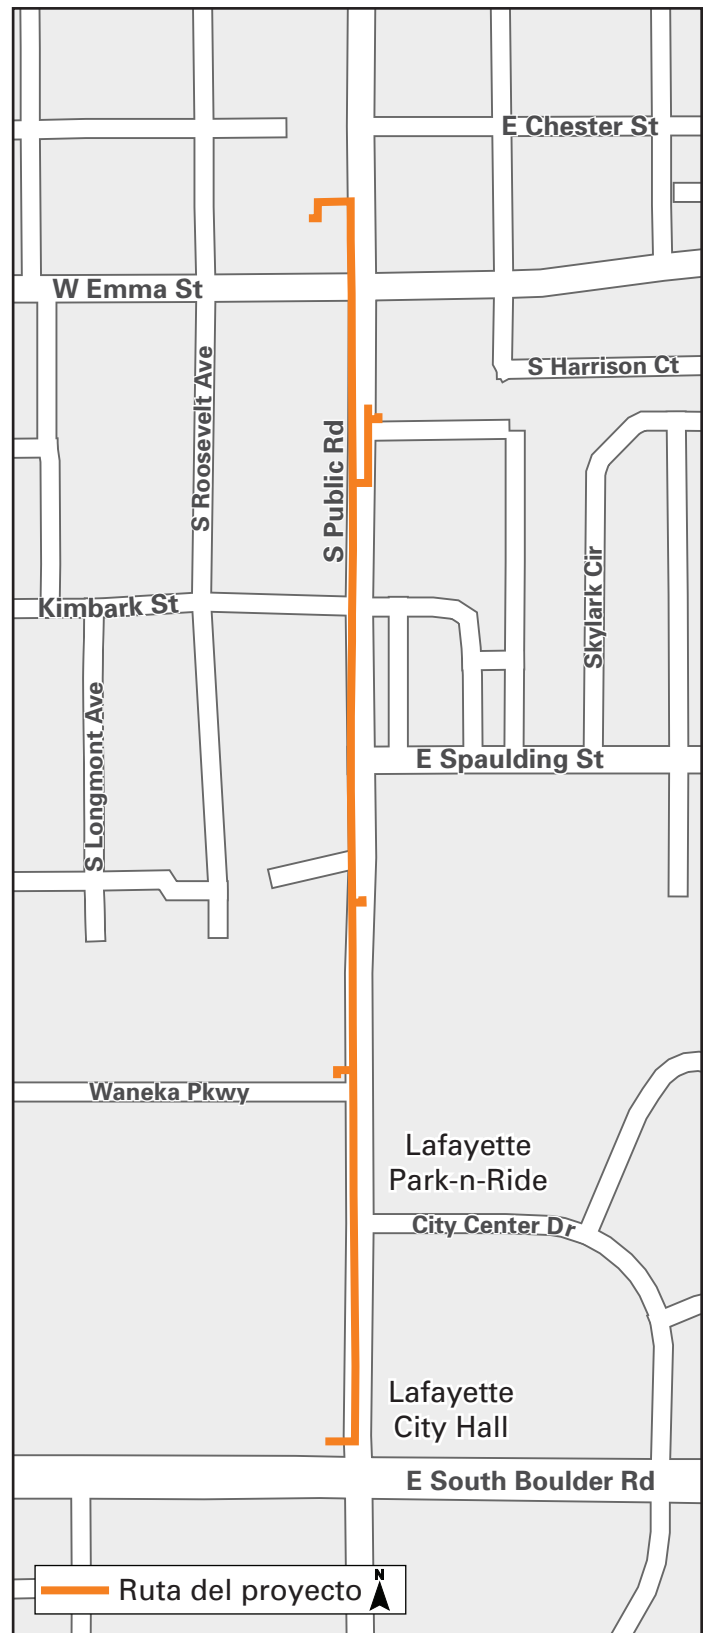 E Chester St
W Emma St
S Harrison Ct
S Roosevelt Ave
S Public Rd
Skylark Cir
Kimbark St
S Longmont Ave
E Spaulding St
Waneka Pkwy
Lafayette
Park-n-Ride
City Center Dr
Lafayette
City Hall
E South Boulder Rd
Ruta del proyecto
N